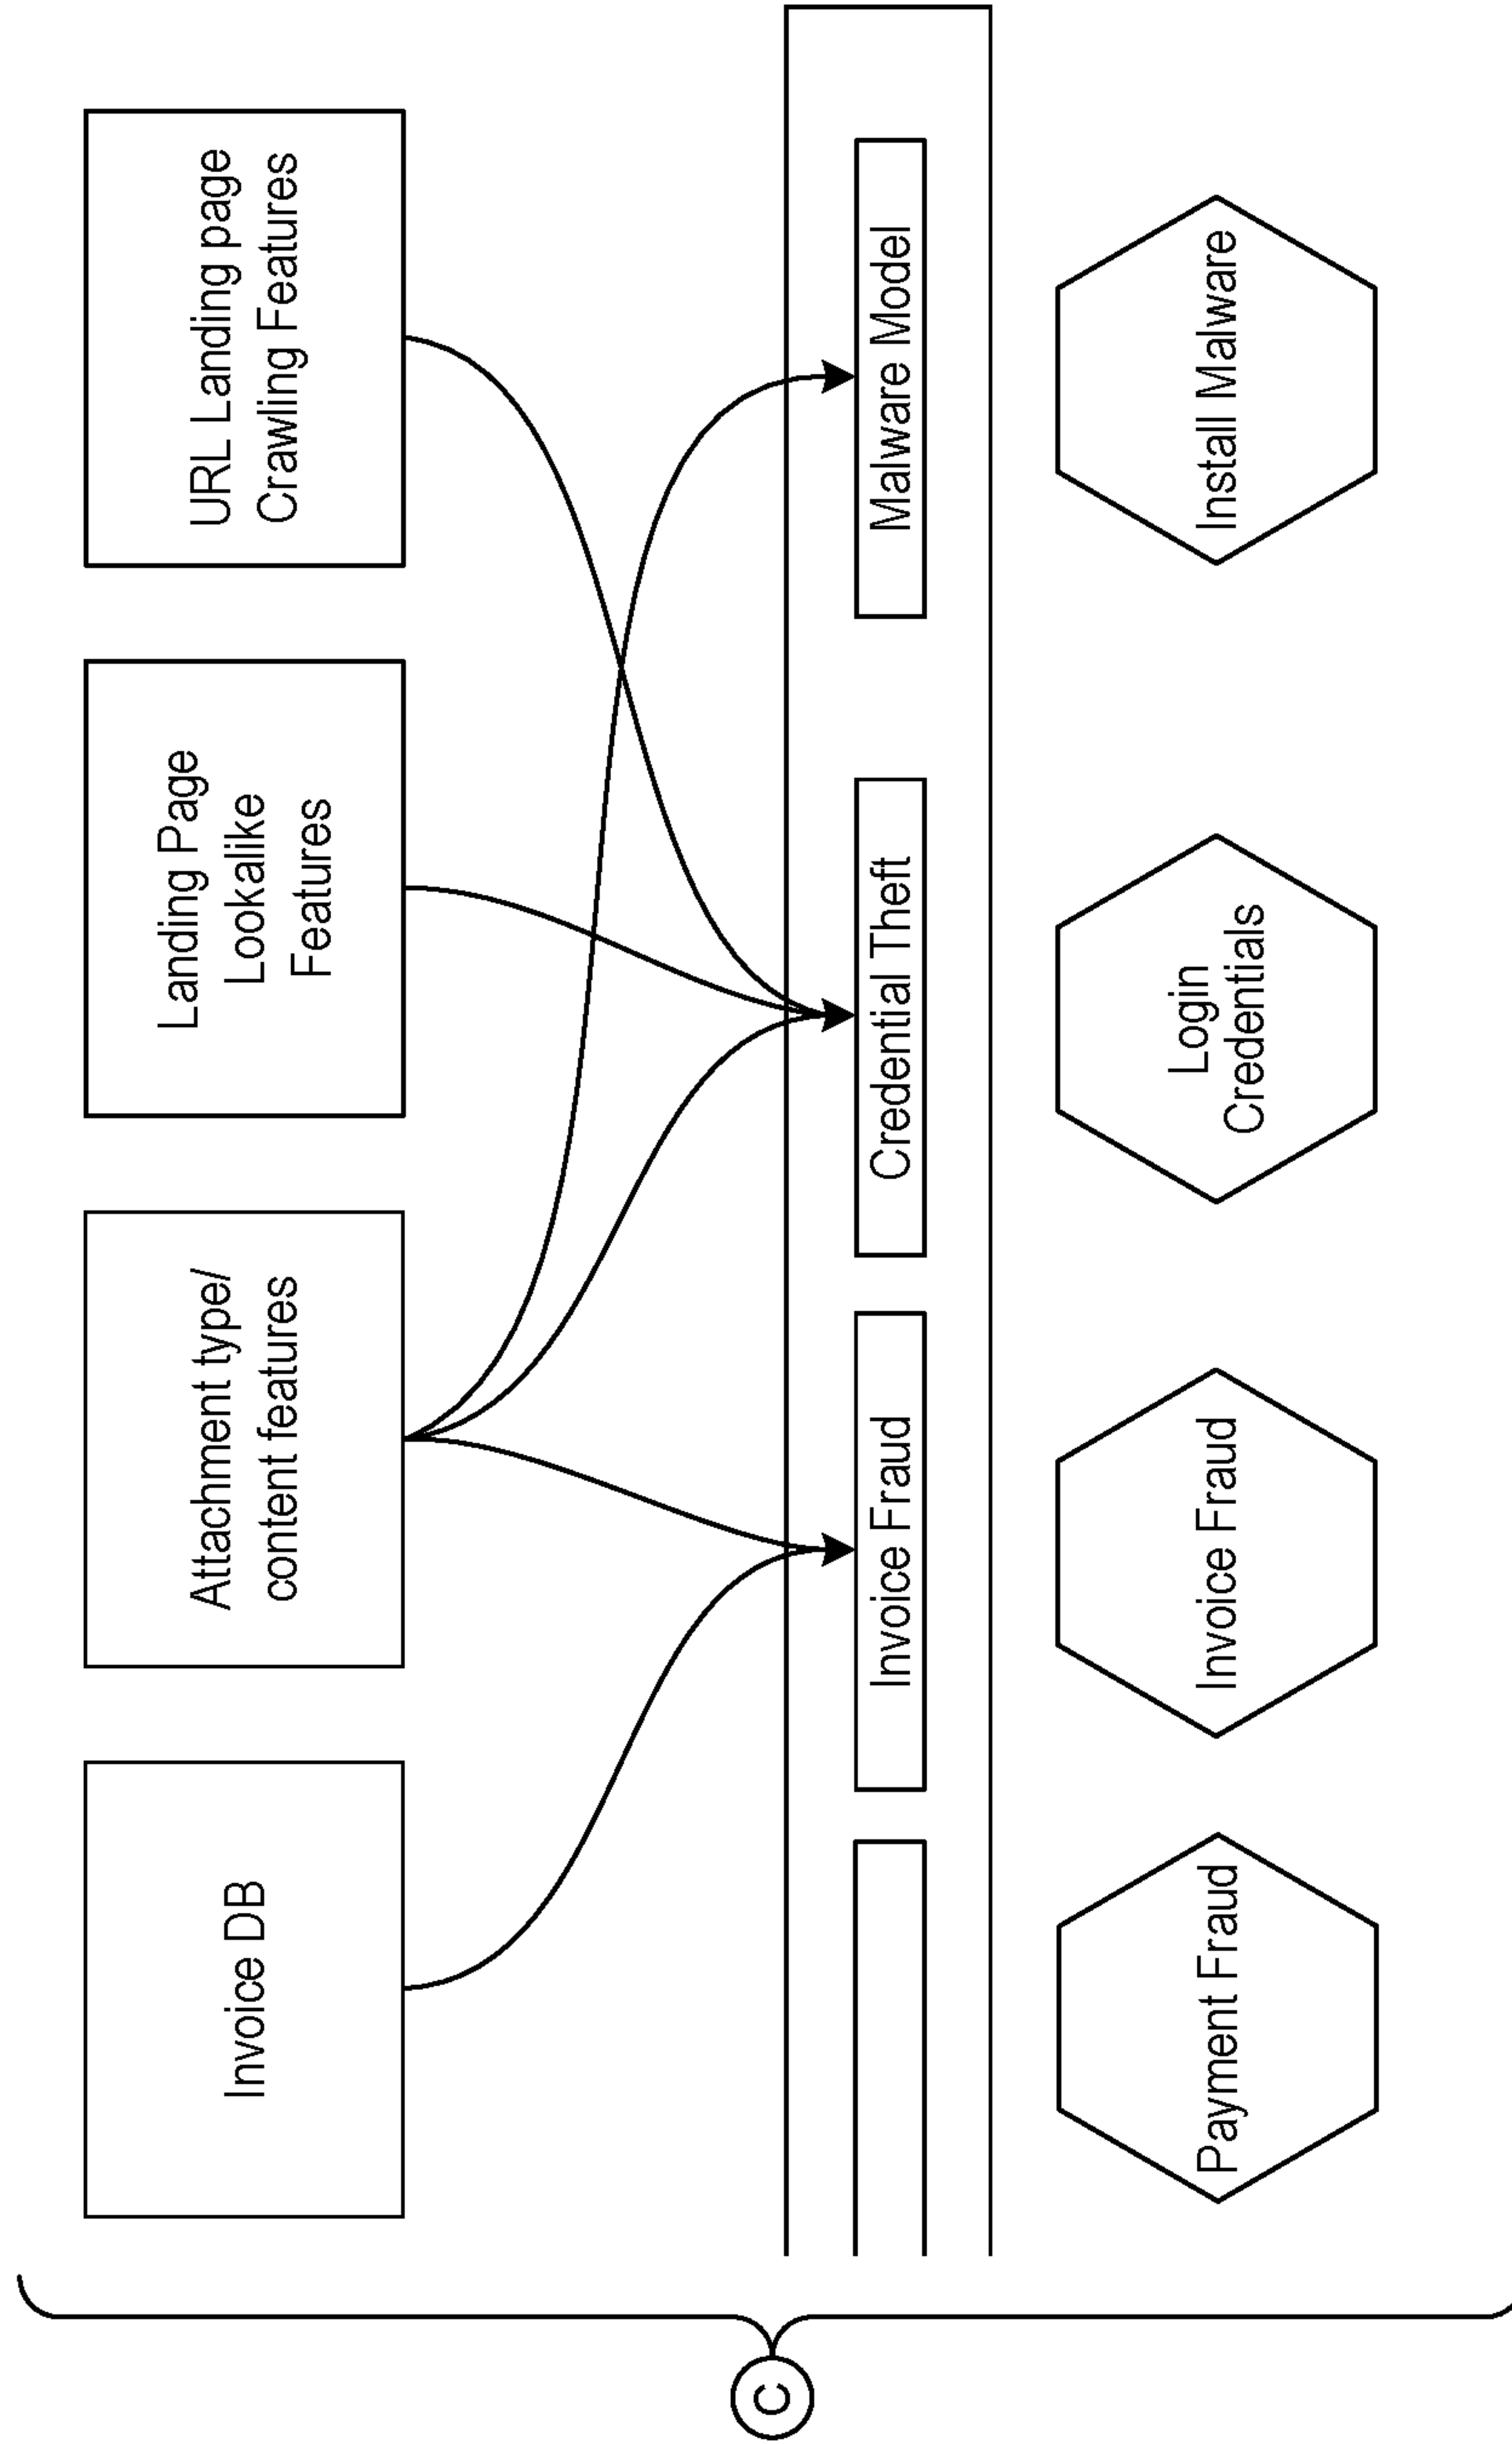 Invoice DB
Attachment type/
content features
Landing Page
Lookalike
Features
URL Landing page
Crawling Features
Invoice Fraud
Credential Theft
Malware Model
Payment Fraud
Invoice Fraud
Login
Credentials
Install Malware
C